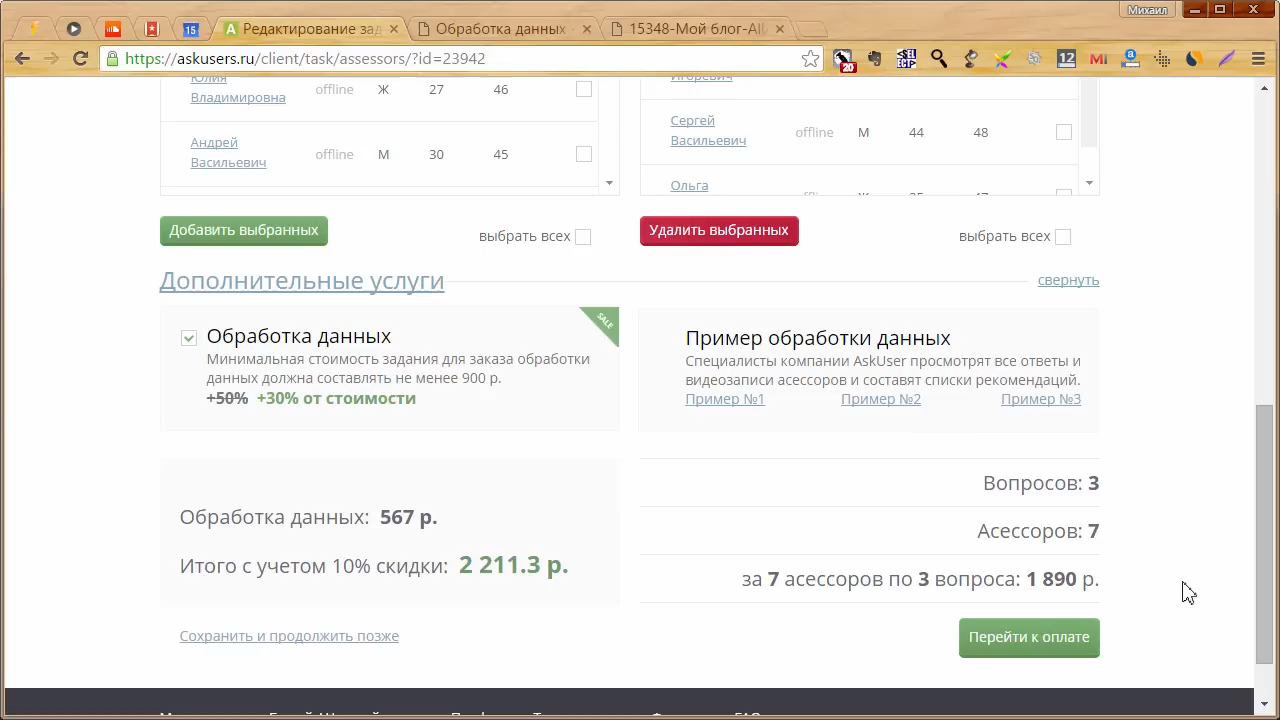 Михаил
15
Редактирование зад
Обработка данных
15348-Мой блог-All
https://askusers.ru/client/task/assessors/?id=23942
20
SEL
ECT
12
Юлия
Владимировна
offline
Ж
27
46
Андрей
Васильевич
offline
М
30
45
Игоревич
Сергей
Васильевич
offline
М
44
48
Ольга
Добавить выбранных
выбрать всех
Удалить выбранных
выбрать всех
Дополнительные услуги
свернуть
Обработка данных
SALE
Минимальная стоимость задания для заказа обработки
данных должна составлять не менее 900 р.
+50% +30% от стоимости
Пример обработки данных
Специалисты компании AskUser просмотрят все ответы и
видеозаписи асессоров и составят списки рекомендаций.
Пример №1
Пример №2
Пример №3
Обработка данных: 567 р.
Итого с учетом 10% скидки: 2 211.3 р.
Вопросов: 3
Асессоров: 7
за 7 асессоров по 3 вопроса: 1 890 р.
Сохранить и продолжить позже
Перейти к оплате